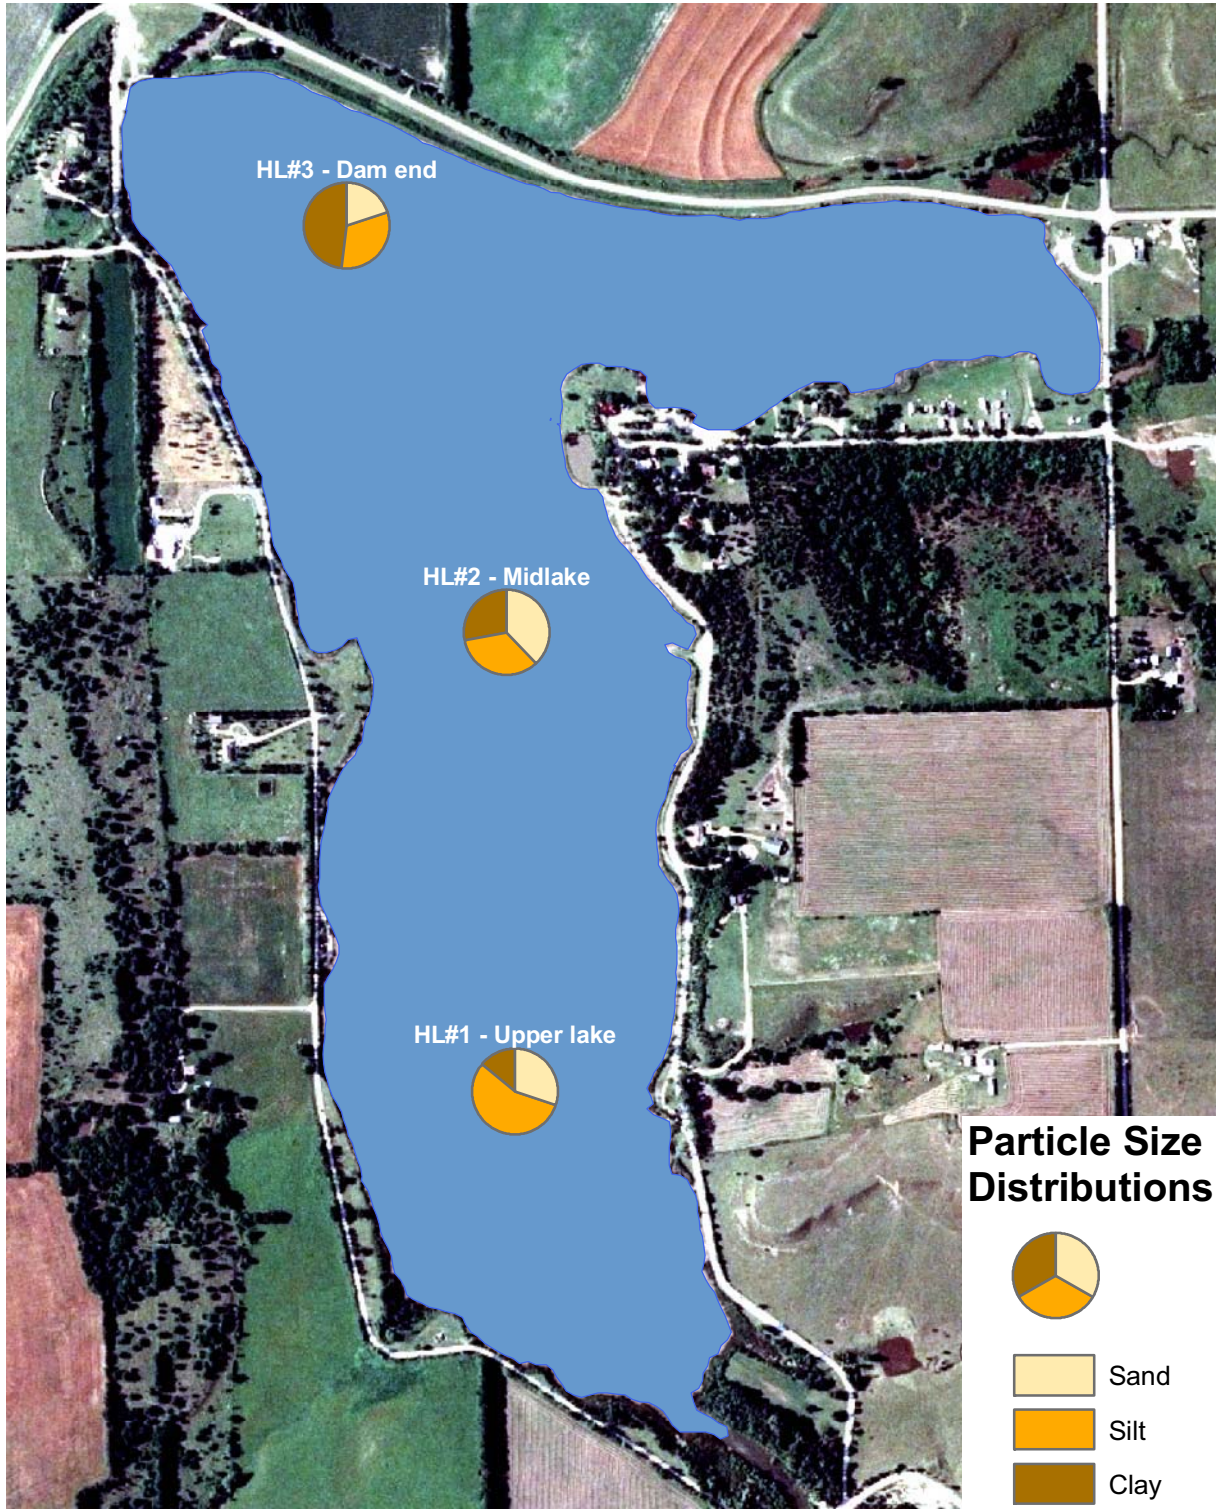 HL#3 - Dam end
HL#2 - Midlake
HL#1 - Upper lake
Particle Size
Distributions
Sand
Silt
Clay